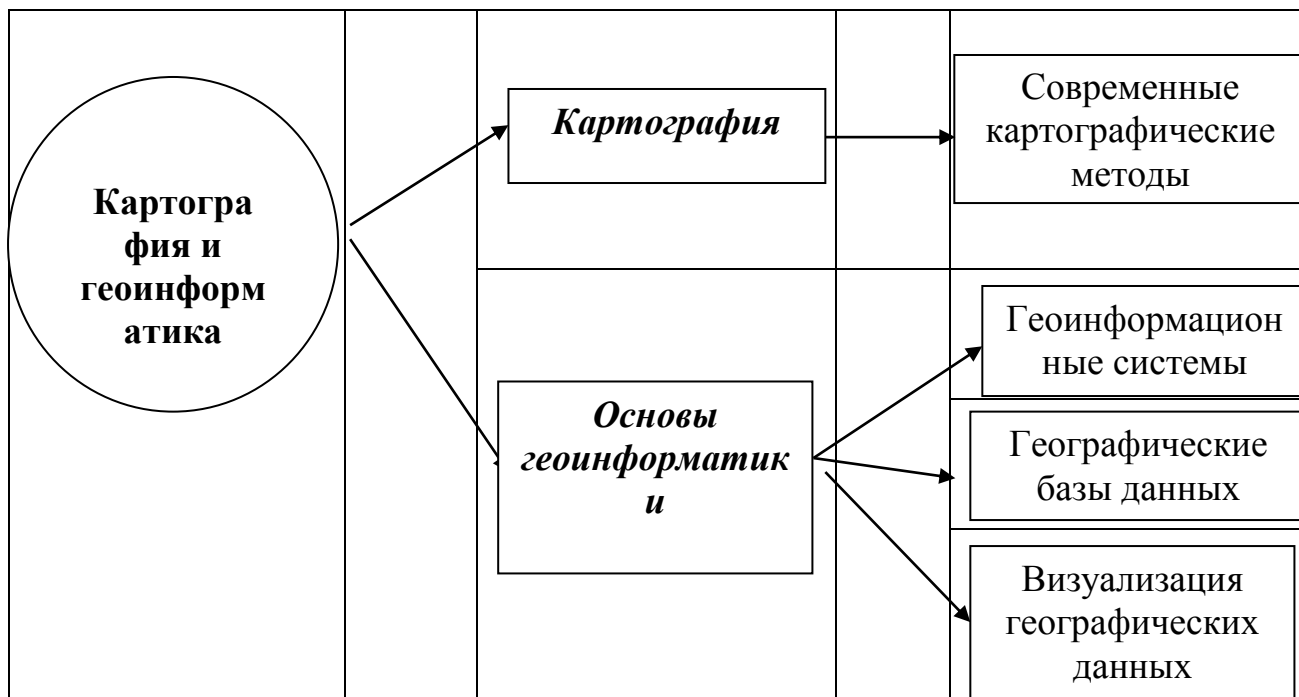 Картогра
фия и
геоинформ
атика
Картография
Современные
картографические
методы
Основы
геоинформатик
и
Геоинформацион
ные системы
Географические
базы данных
Визуализация
географических
данных